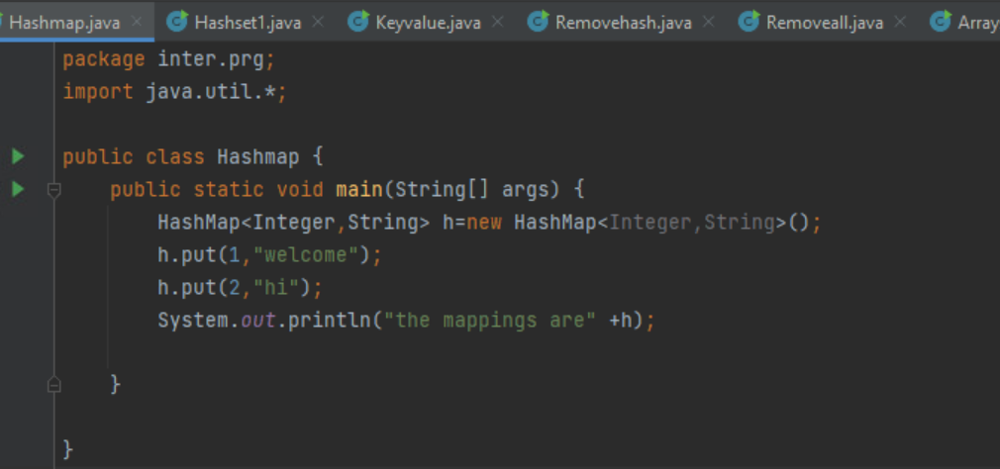 Hashmap.java Hashset1.java Keyvalue.java Removehash.java Removeall.java Array
package inter.prg;
import java.util.*;
public class Hashmap {
public static void main(String[] args) {
HashMap<Integer,String> h=new HashMap<Integer,String>();
h.put(1,"welcome");
h.put(2,"hi");
System.out.println("the mappings are" +h);
}
}